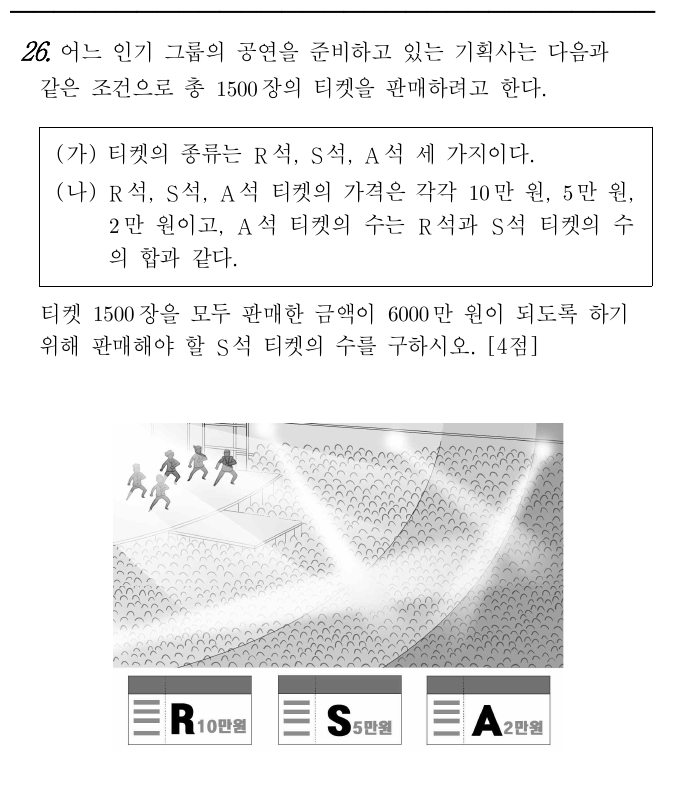 26. 어느 인기 그룹의 공연을 준비하고 있는 기획사는 다음과
같은 조건으로 총 1500장의 티켓을 판매하려고 한다.
(가) 티켓의 종류는 R석, S석, A석 세 가지이다.
(나) R석, S석, A석 티켓의 가격은 각각 10만 원, 5만 원,
2만 원이고, A석 티켓의 수는 R석과 S석 티켓의 수
의 합과 같다.
티켓 1500장을 모두 판매한 금액이 6000만 원이 되도록 하기
위해 판매해야 할 S석 티켓의 수를 구하시오. [4점]
R10만원 S5만원 A2만원